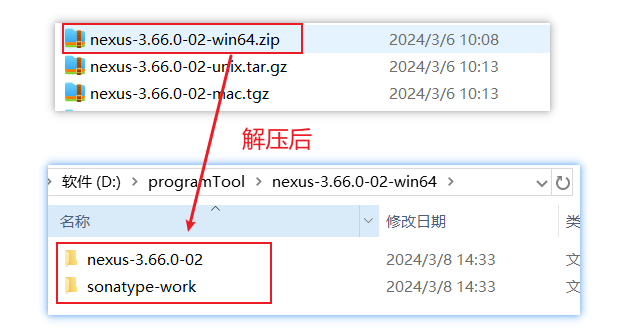 nexus-3.66.0-02-win64.zip 2024/3/6 10:08
nexus-3.66.0-02-unix.tar.gz 2024/3/6 10:13
nexus-3.66.0-02-mac.tgz 2024/3/6 10:13
解压后
软件 (D:) programTool nexus-3.66.0-02-win64
名称 修改日期 类
nexus-3.66.0-02 2024/3/8 14:33 文
sonatype-work 2024/3/8 14:33 文